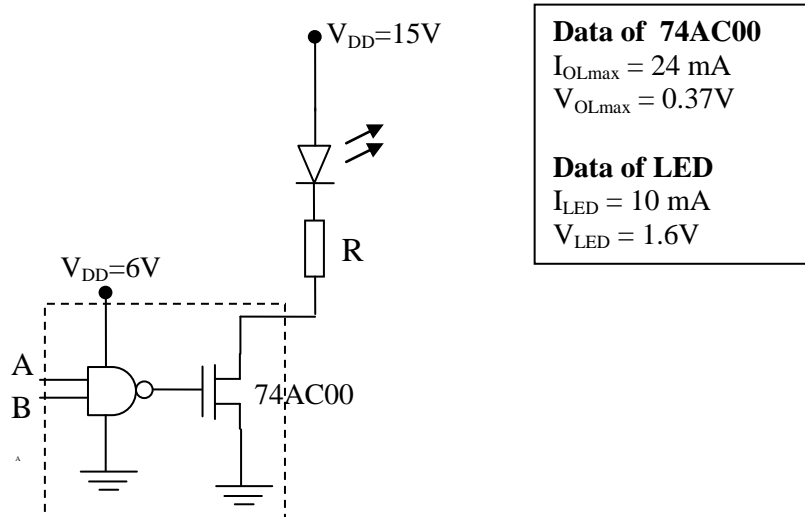 V_DD=15V
Data of 74AC00
I_OLmax = 24 mA
V_OLmax = 0.37V
Data of LED
I_LED = 10 mA
V_LED = 1.6V
R
V_DD=6V
A
B
74AC00
A